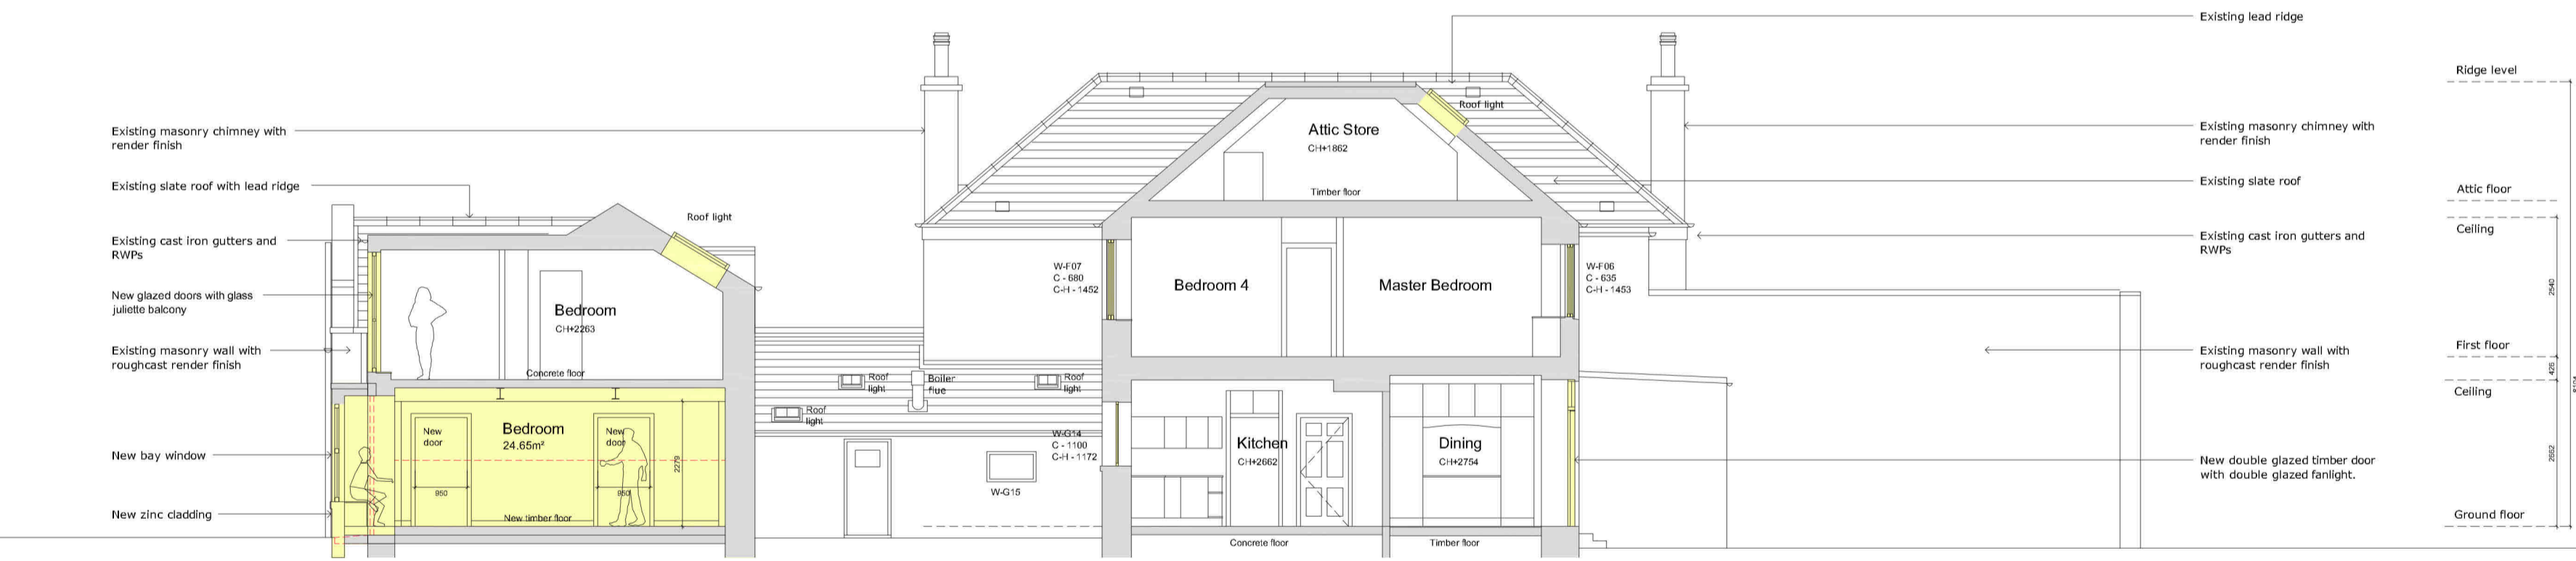 Existing lead ridge
Ridge level
Roof light
Existing masonry chimney with
render finish
Attic Store
CH+1862
Existing masonry chimney with
render finish
Existing slate roof with lead ridge
Timber floor
Existing slate roof
Attic floor
Roof light
Existing cast iron gutters and
RWPs
Existing cast iron gutters and
RWPs
Ceiling
New glazed doors with glass
juliette balcony
Bedroom
CH+2263
W-F07
C - 680
C-H - 1452
Bedroom 4
Master Bedroom
W-F06
C - 635
C-H - 1453
2540
Existing masonry wall with
roughcast render finish
Concrete floor
Roof
light
Boiler
flue
Roof
light
Existing masonry wall with
roughcast render finish
First floor
426
Ceiling
Roof
light
New
door
Bedroom
24.65m²
New
door
W-G14
C - 1100
C-H - 1172
Kitchen
CH+2662
Dining
CH+2754
New bay window
2279
950
950
W-G15
New double glazed timber door
with double glazed fanlight.
2662
New zinc cladding
New timber floor
Ground floor
Concrete floor
Timber floor